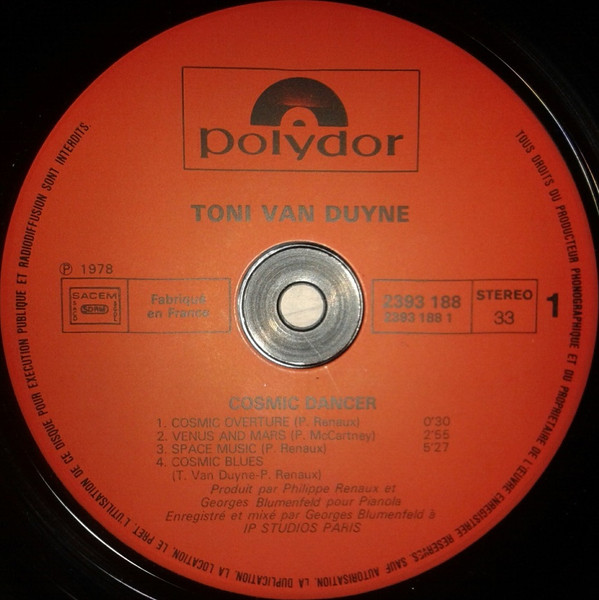 polydor
TONI VAN DUYNE
Ⓟ 1978
SACEM
SDRM
Fabriqué
en France
2393 188
2393 188 1
STEREO
33
1
COSMIC DANCER
1. COSMIC OVERTURE (P. Renaux) 0'30
2. VENUS AND MARS (P. McCartney) 2'55
3. SPACE MUSIC (P. Renaux) 5'27
4. COSMIC BLUES
(T. Van Duyne-P. Renaux)
Produit par Philippe Renaux et
Georges Blumenfeld pour Pianola
Enregistré et mixé par Georges Blumenfeld à
IP STUDIOS PARIS
TOUS DROITS DU PRODUCTEUR PHONOGRAPHIQUE ET DU PROPRIETAIRE DE L'ŒUVRE ENREGISTREE RESERVES. SAUF AUTORISATION, LA DUPLICATION, LA LOCATION, LE PRET, L'UTILISATION DE CE DISQUE POUR EXECUTION PUBLIQUE ET RADIODIFFUSION SONT INTERDITS.